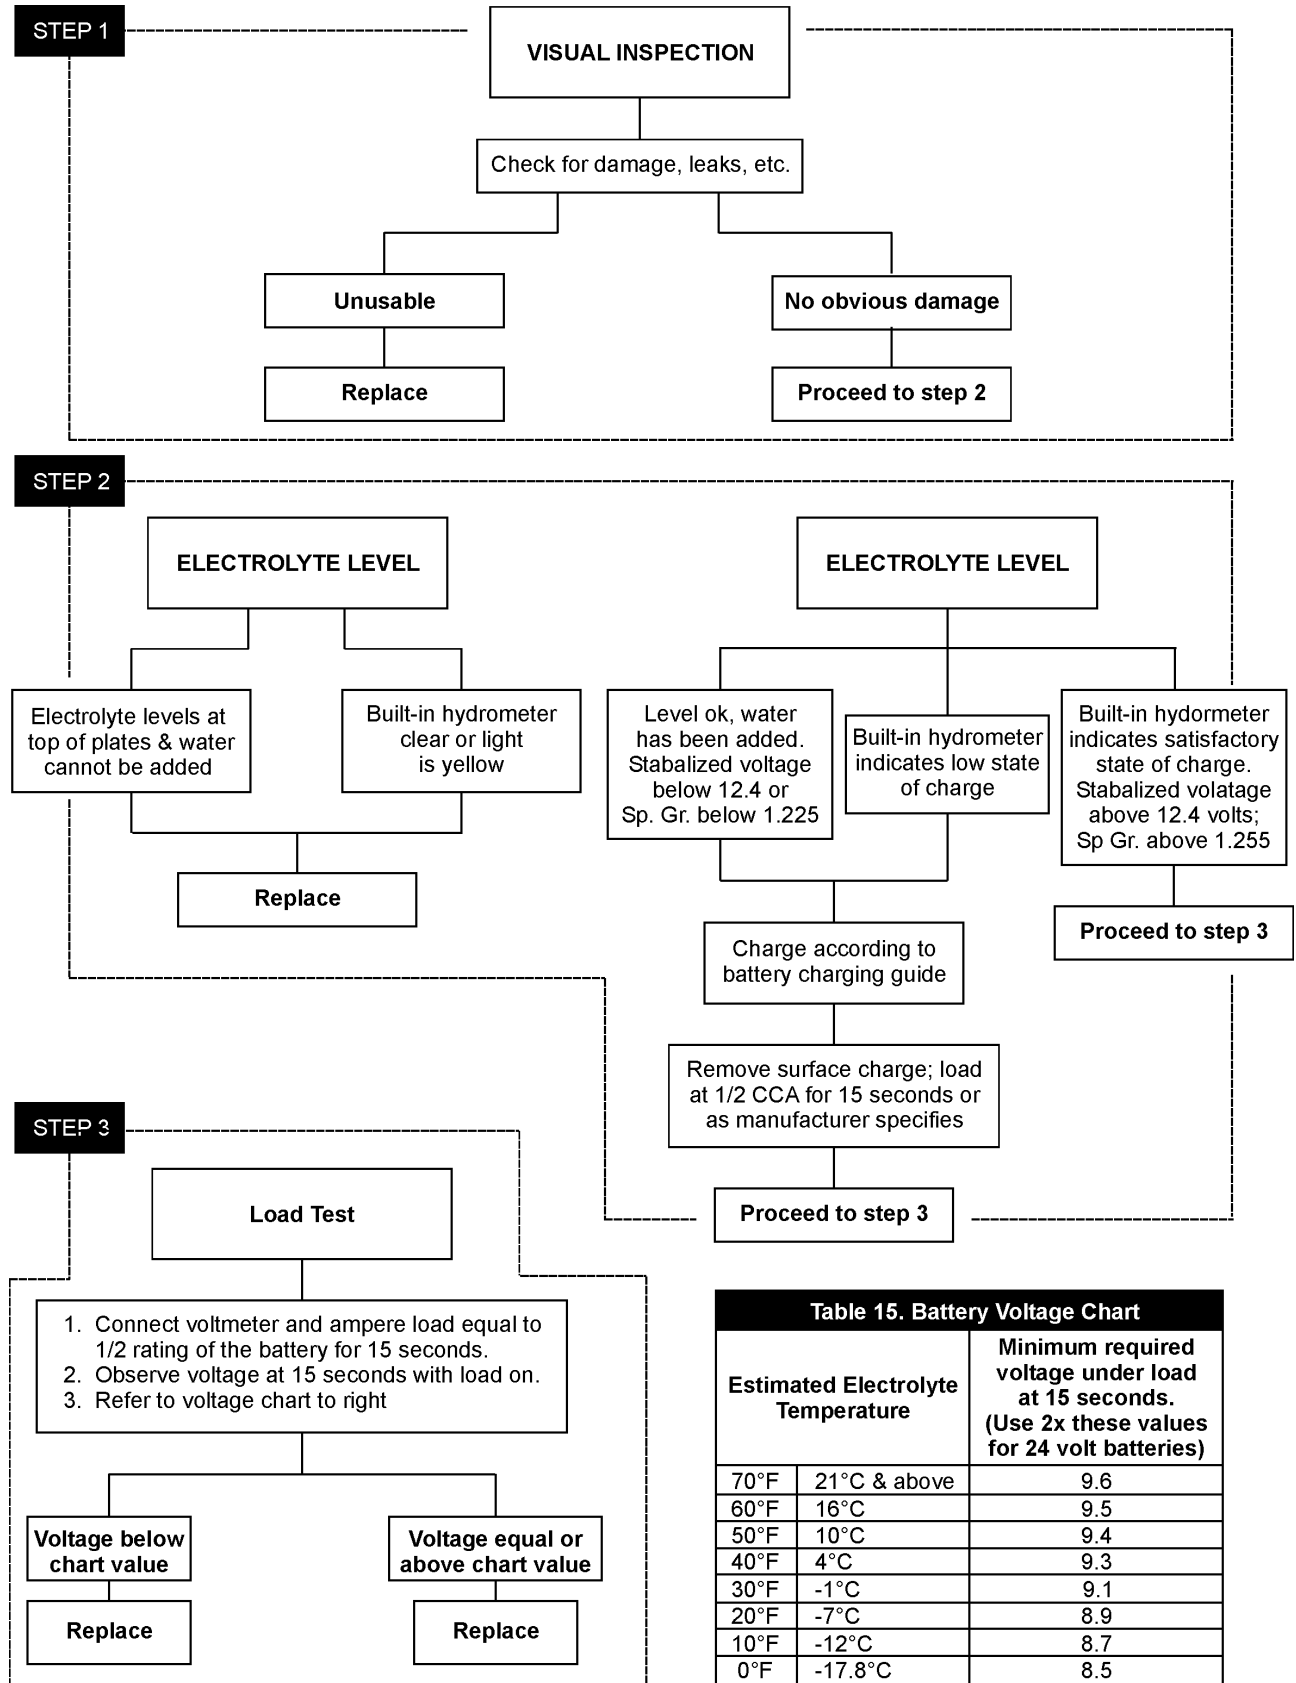 STEP 1
VISUAL INSPECTION
Check for damage, leaks, etc.
Unusable
No obvious damage
Replace
Proceed to step 2
STEP 2
ELECTROLYTE LEVEL
Electrolyte levels at
top of plates & water
cannot be added
Built-in hydrometer
clear or light
is yellow
Replace
ELECTROLYTE LEVEL
Level ok, water
has been added.
Stabalized voltage
below 12.4 or
Sp. Gr. below 1.225
Built-in hydrometer
indicates low state
of charge
Built-in hydormeter
indicates satisfactory
state of charge.
Stabalized volatage
above 12.4 volts;
Sp Gr. above 1.255
Proceed to step 3
Charge according to
battery charging guide
Remove surface charge; load
at 1/2 CCA for 15 seconds or
as manufacturer specifies
Proceed to step 3
STEP 3
Load Test
1. Connect voltmeter and ampere load equal to
1/2 rating of the battery for 15 seconds.
2. Observe voltage at 15 seconds with load on.
3. Refer to voltage chart to right
Voltage below
chart value
Replace
Voltage equal or
above chart value
Replace
Table 15. Battery Voltage Chart
Estimated Electrolyte
Temperature
Minimum required
voltage under load
at 15 seconds.
(Use 2x these values
for 24 volt batteries)
70°F 21°C & above 9.6
60°F 16°C 9.5
50°F 10°C 9.4
40°F 4°C 9.3
30°F -1°C 9.1
20°F -7°C 8.9
10°F -12°C 8.7
0°F -17.8°C 8.5